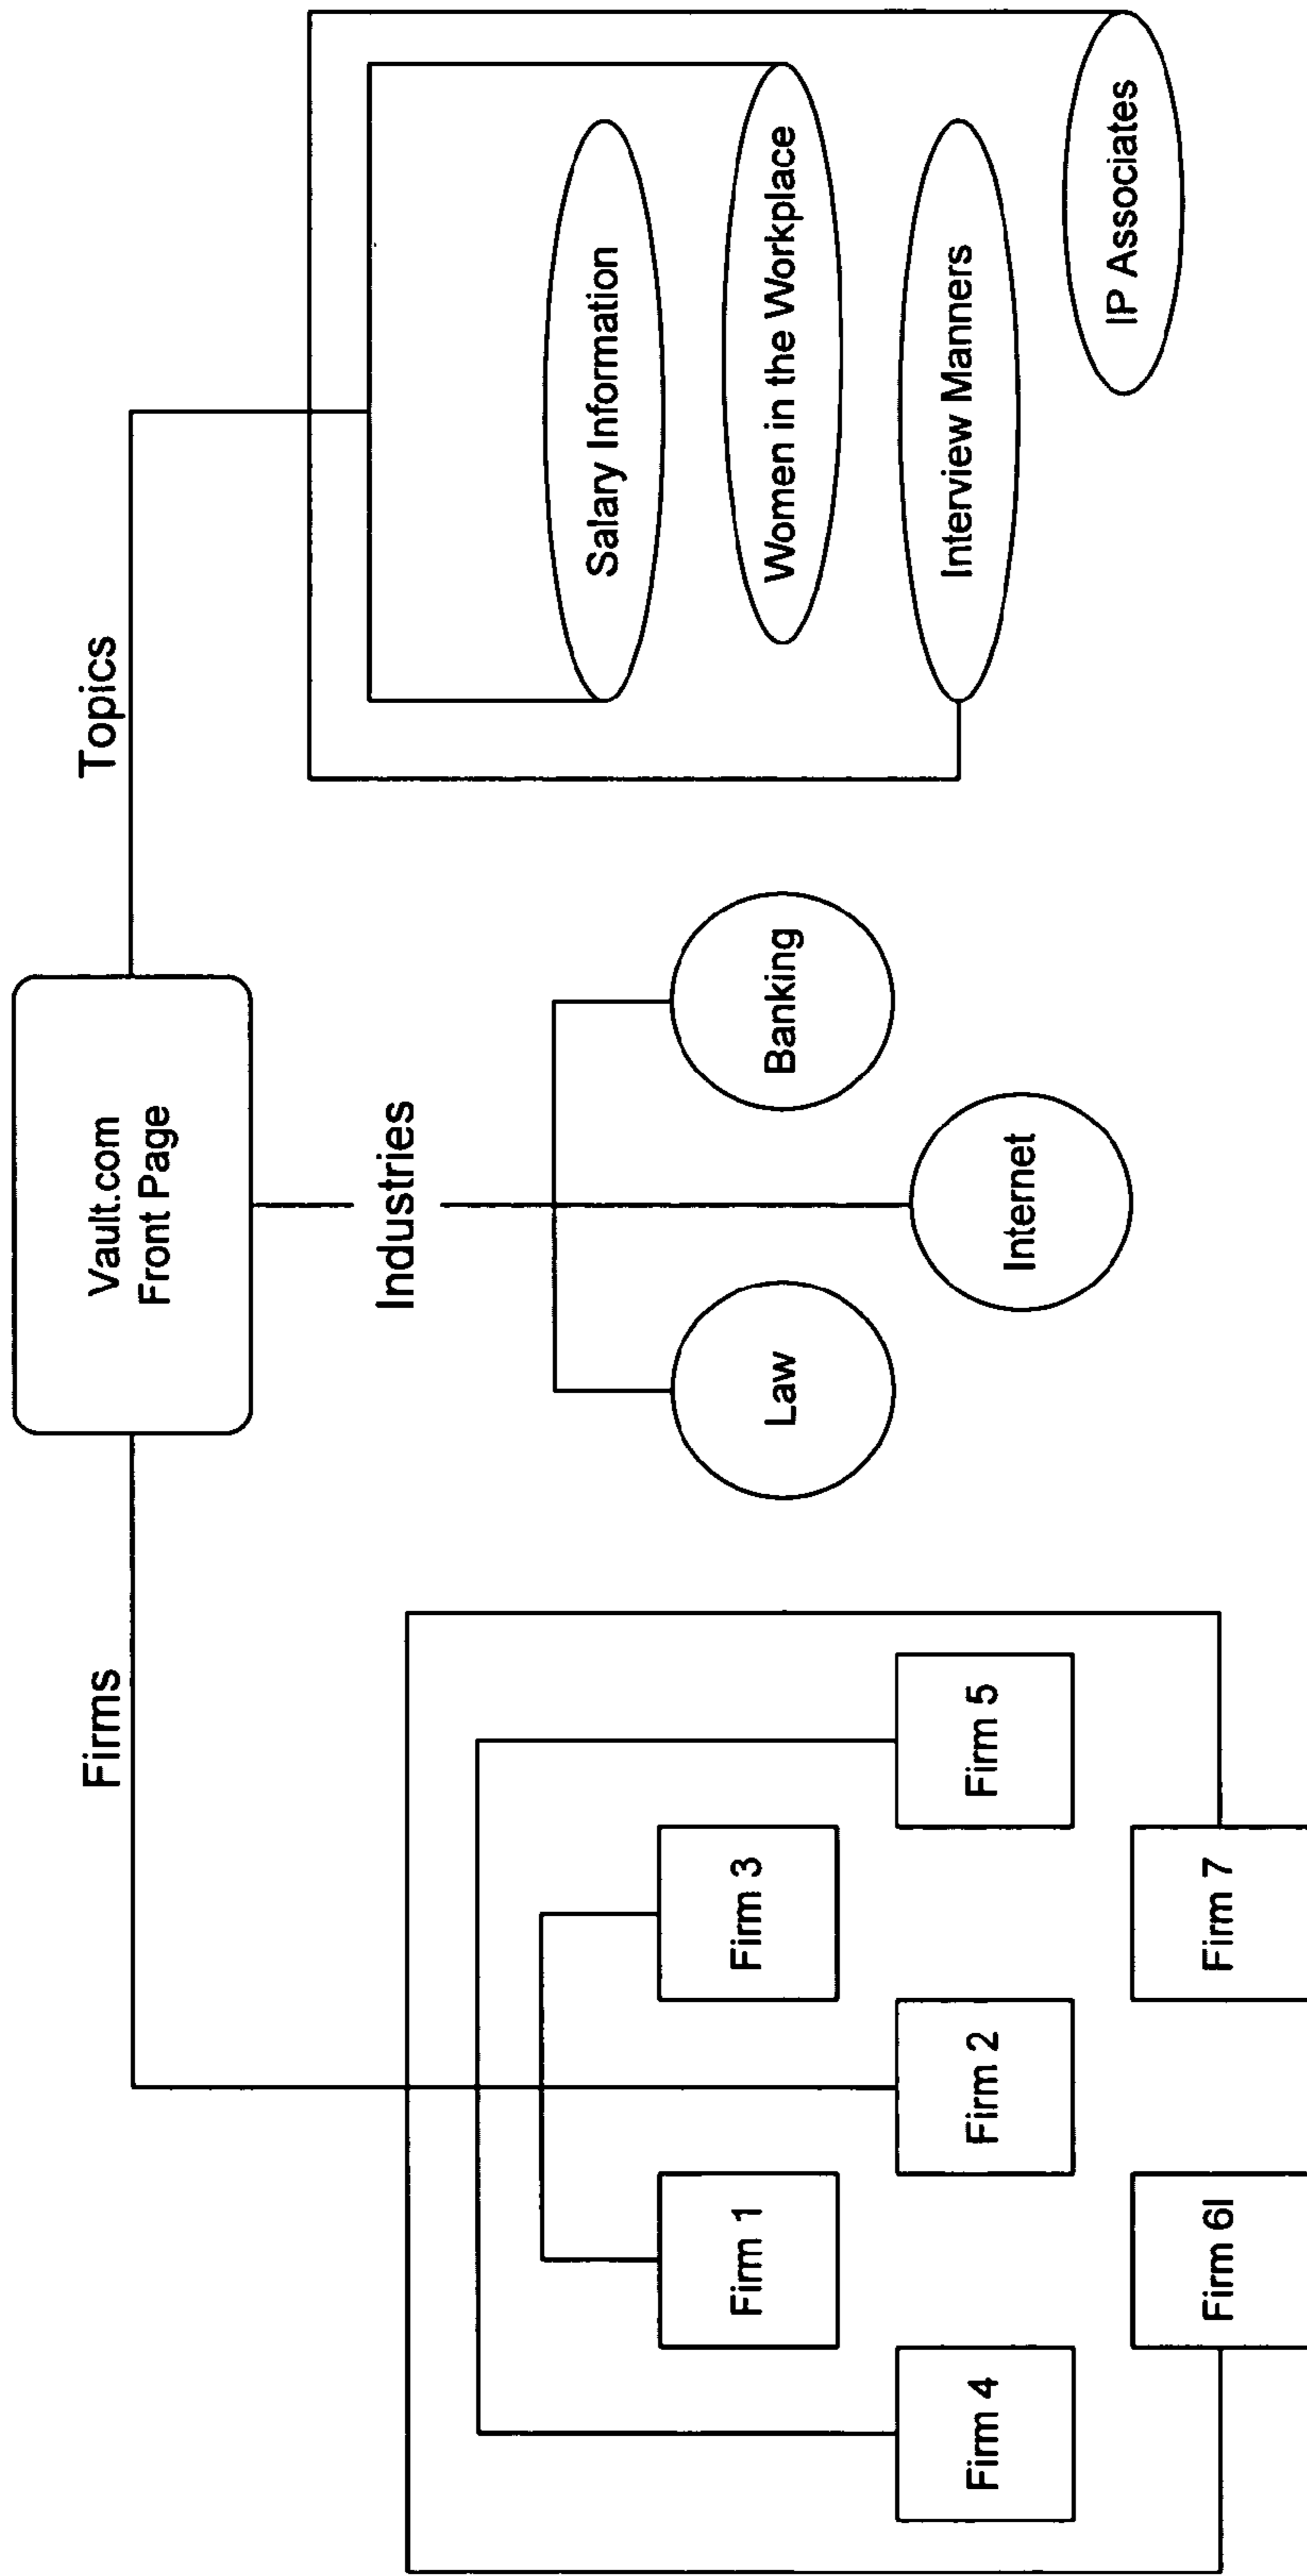 Vault.com
Front Page
Firms
Industries
Topics
Firm 1
Firm 3
Firm 4
Firm 2
Firm 5
Firm 6l
Firm 7
Law
Banking
Internet
Salary Information
Women in the Workplace
Interview Manners
IP Associates